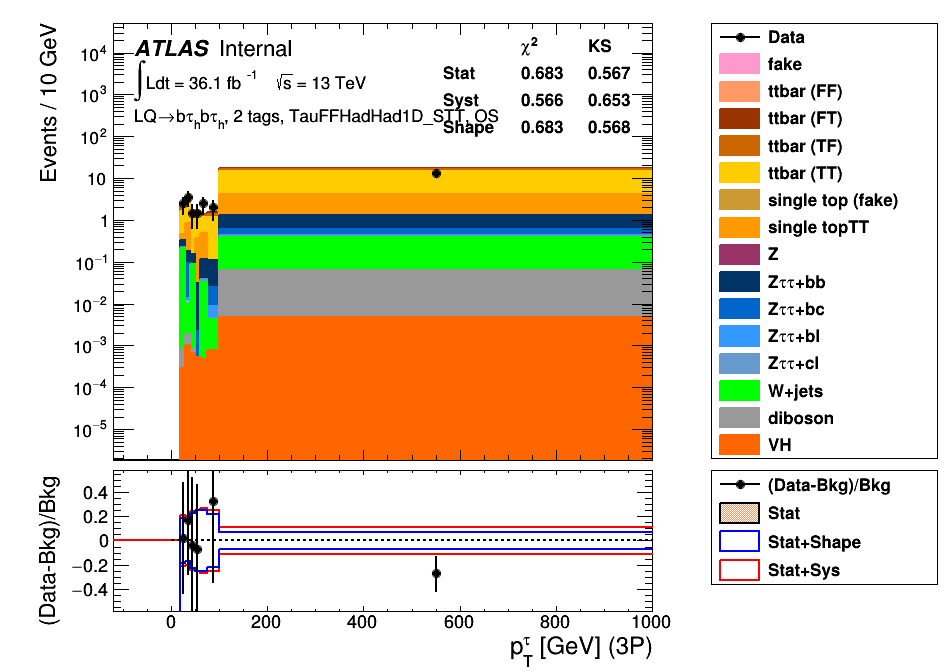 Events / 10 GeV
10⁴
10³
10²
10
1
10⁻¹
10⁻²
10⁻³
10⁻⁴
10⁻⁵
ATLAS Internal
∫Ldt = 36.1 fb⁻¹ √s = 13 TeV
LQ→bτₕbτₕ, 2 tags, TauFFHadHad1D_STT, OS
χ² KS
Stat 0.683 0.567
Syst 0.566 0.653
Shape 0.683 0.568
Data
fake
ttbar (FF)
ttbar (FT)
ttbar (TF)
ttbar (TT)
single top (fake)
single topTT
Z
Zττ+bb
Zττ+bc
Zττ+bl
Zττ+cl
W+jets
diboson
VH
(Data-Bkg)/Bkg
0.4
0.2
0
−0.2
−0.4
0 200 400 600 800 1000
p_T^τ [GeV] (3P)
(Data-Bkg)/Bkg
Stat
Stat+Shape
Stat+Sys